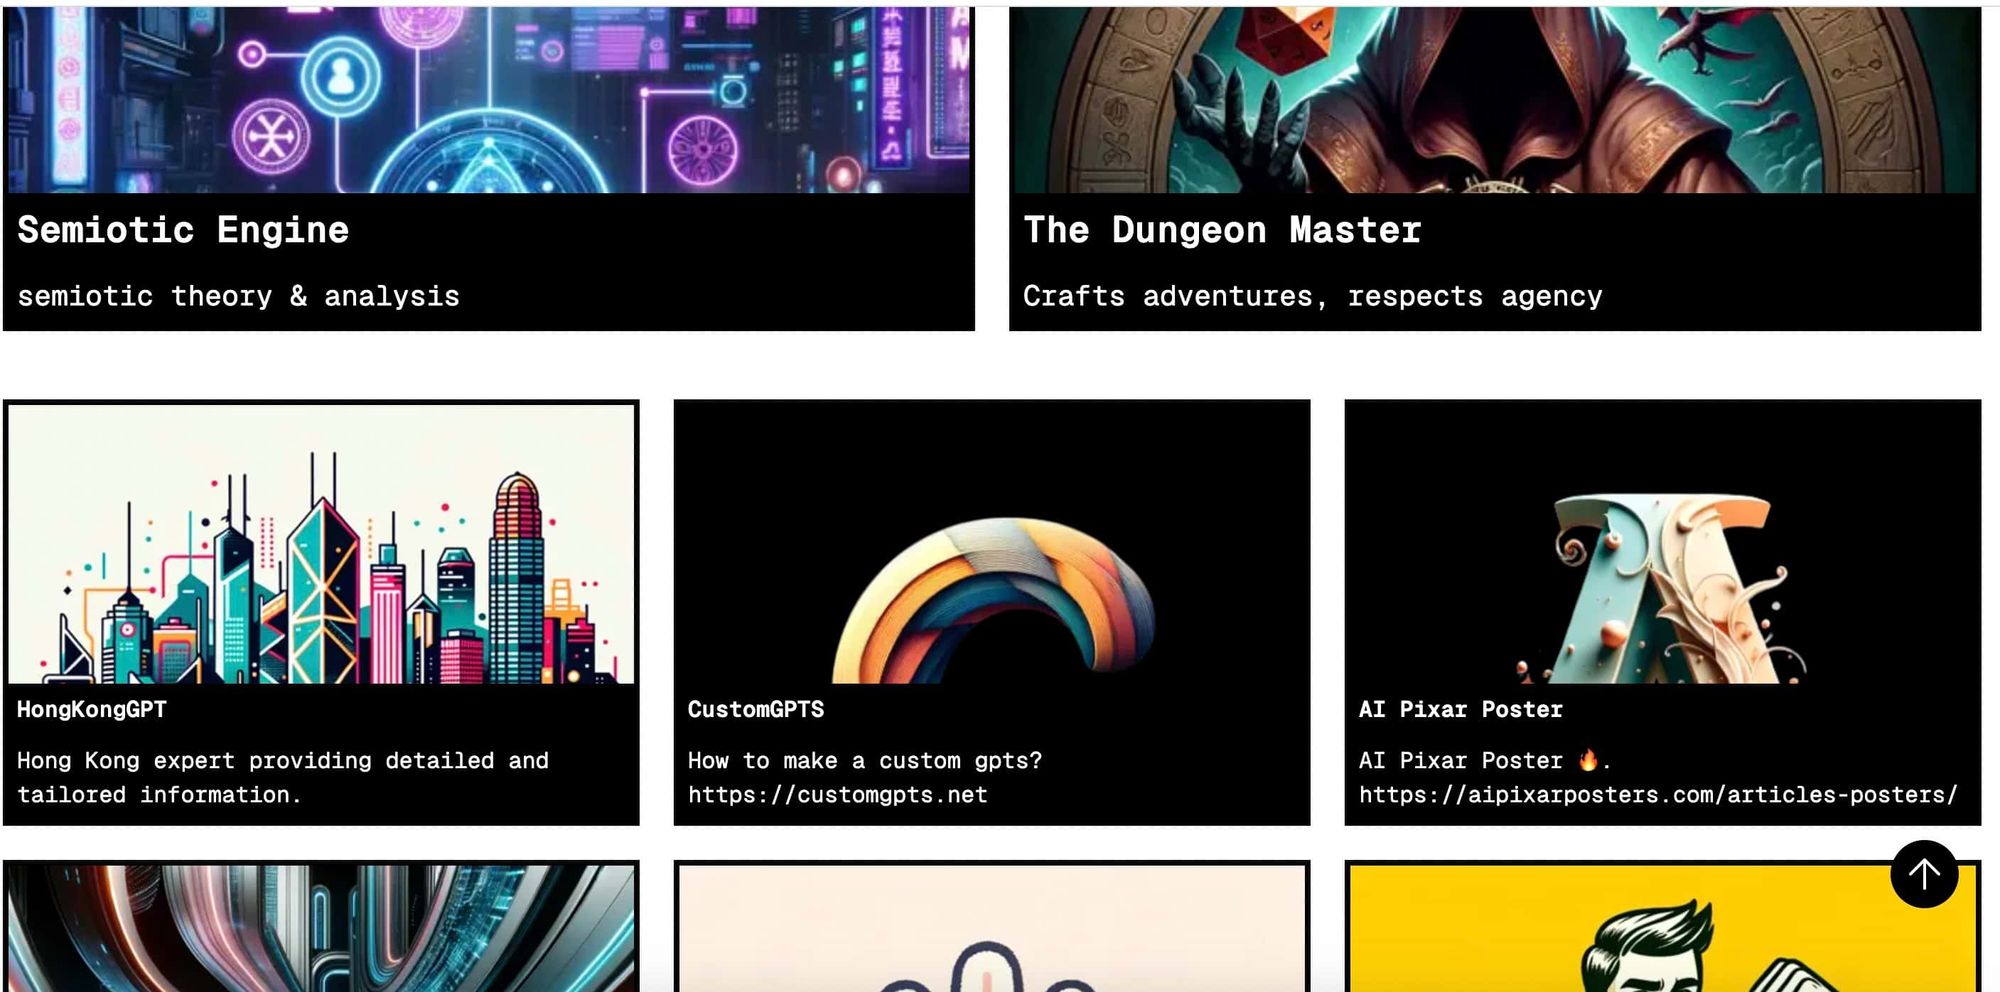 Semiotic Engine
semiotic theory & analysis
The Dungeon Master
Crafts adventures, respects agency
HongKongGPT
Hong Kong expert providing detailed and
tailored information.
CustomGPTS
How to make a custom gpts?
https://customgpts.net
AI Pixar Poster
AI Pixar Poster 🔥.
https://aipixarposters.com/articles-posters/